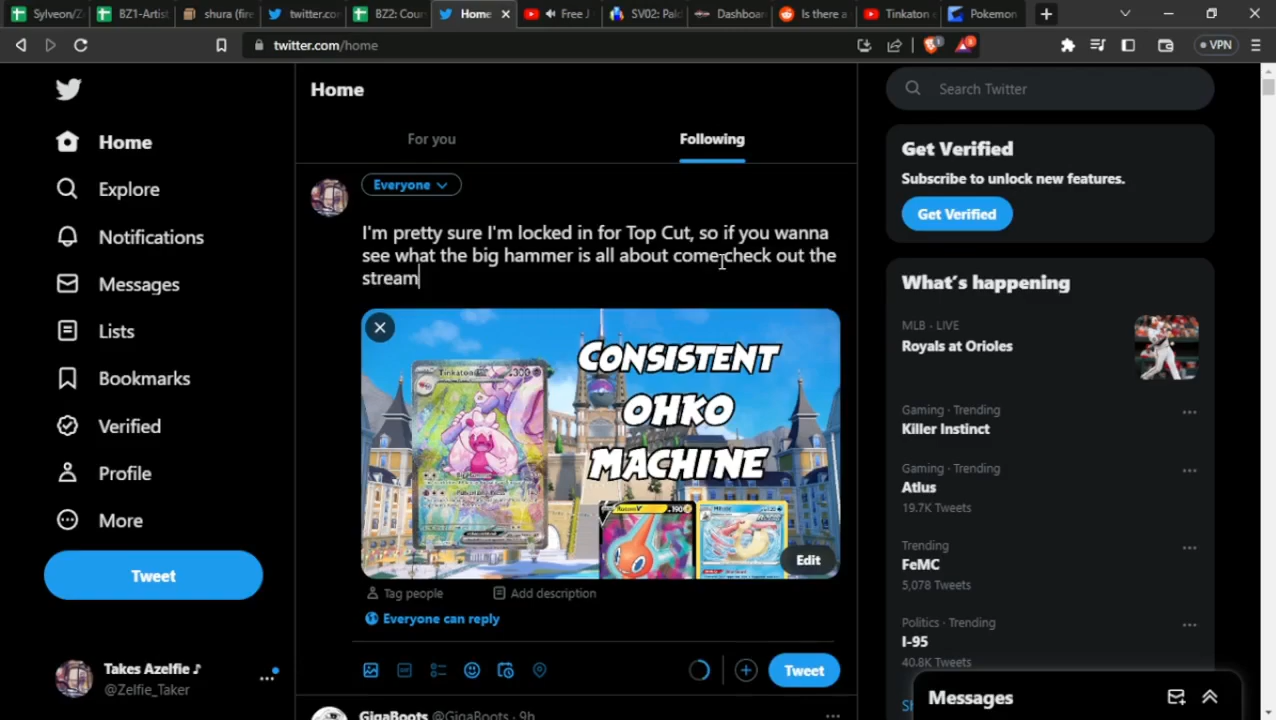 Sylveon/Z
BZ1-Artist
shura (fire
twitter.co
BZ2: Cour
Home
Free J
SV02: Pal
Dashboar
Is there a
Tinkaton
Pokemon
twitter.com/home
VPN
Home
Search Twitter
For you
Following
Home
Explore
Notifications
Messages
Lists
Bookmarks
Verified
Profile
More
Tweet
Takes Azelfie ♪
@Zelfie_Taker
Everyone
I'm pretty sure I'm locked in for Top Cut, so if you wanna
see what the big hammer is all about come check out the
stream
Tinkaton
300
CONSISTENT
OHKO
MACHINE
Rotom V
190
Edit
Tag people
Add description
Everyone can reply
Tweet
GigaBoots @GigaBoots · 9h
Get Verified
Subscribe to unlock new features.
Get Verified
What's happening
MLB · LIVE
Royals at Orioles
Gaming · Trending
Killer Instinct
Gaming · Trending
Atlus
19.7K Tweets
Trending
FeMC
5,078 Tweets
Politics · Trending
I-95
40.8K Tweets
Messages